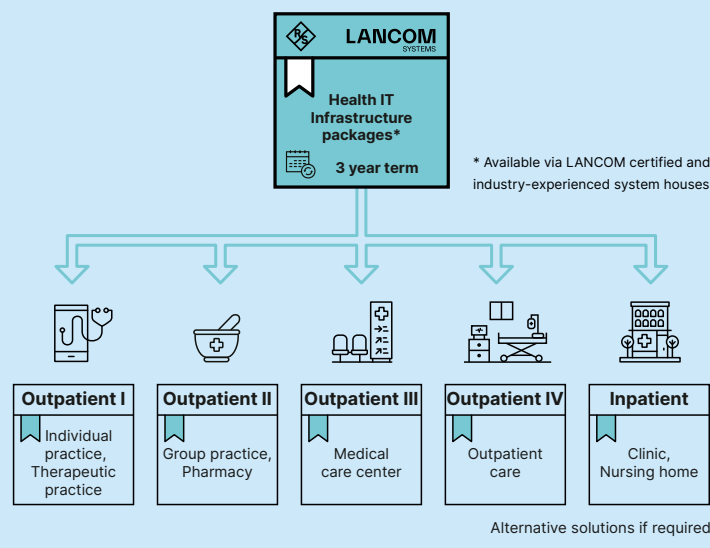 R/S
LANCOM
SYSTEMS
Health IT
Infrastructure
packages*
3 year term
* Available via LANCOM certified and
industry-experienced system houses
Outpatient I
Individual
practice,
Therapeutic
practice
Outpatient II
Group practice,
Pharmacy
Outpatient III
Medical
care center
Outpatient IV
Outpatient
care
Inpatient
Clinic,
Nursing home
Alternative solutions if required